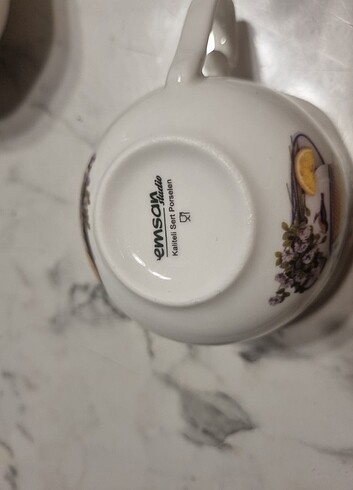 emsan
studio
Kaliteli Sert Porselen